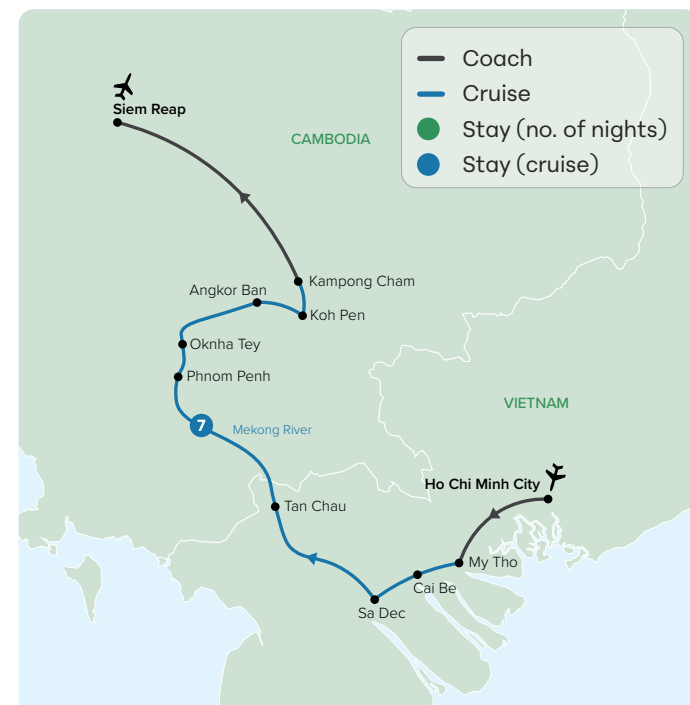 Coach
Cruise
Stay (no. of nights)
Stay (cruise)
Siem Reap
CAMBODIA
Kampong Cham
Angkor Ban
Koh Pen
Oknha Tey
Phnom Penh
VIETNAM
7
Mekong River
Ho Chi Minh City
Tan Chau
My Tho
Cai Be
Sa Dec